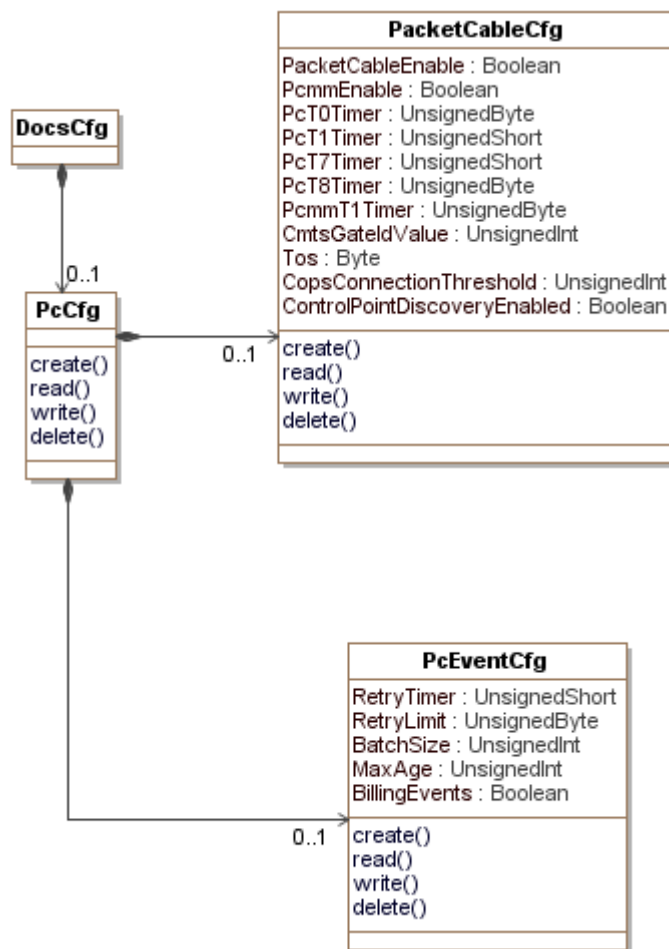 DocsCfg
0..1
PcCfg
create()
read()
write()
delete()
0..1
PacketCableCfg
PacketCableEnable : Boolean
PcmmEnable : Boolean
PcT0Timer : UnsignedByte
PcT1Timer : UnsignedShort
PcT7Timer : UnsignedShort
PcT8Timer : UnsignedByte
PcmmT1Timer : UnsignedByte
CmtsGateIdValue : UnsignedInt
Tos : Byte
CopsConnectionThreshold : UnsignedInt
ControlPointDiscoveryEnabled : Boolean
create()
read()
write()
delete()
0..1
PcEventCfg
RetryTimer : UnsignedShort
RetryLimit : UnsignedByte
BatchSize : UnsignedInt
MaxAge : UnsignedInt
BillingEvents : Boolean
create()
read()
write()
delete()